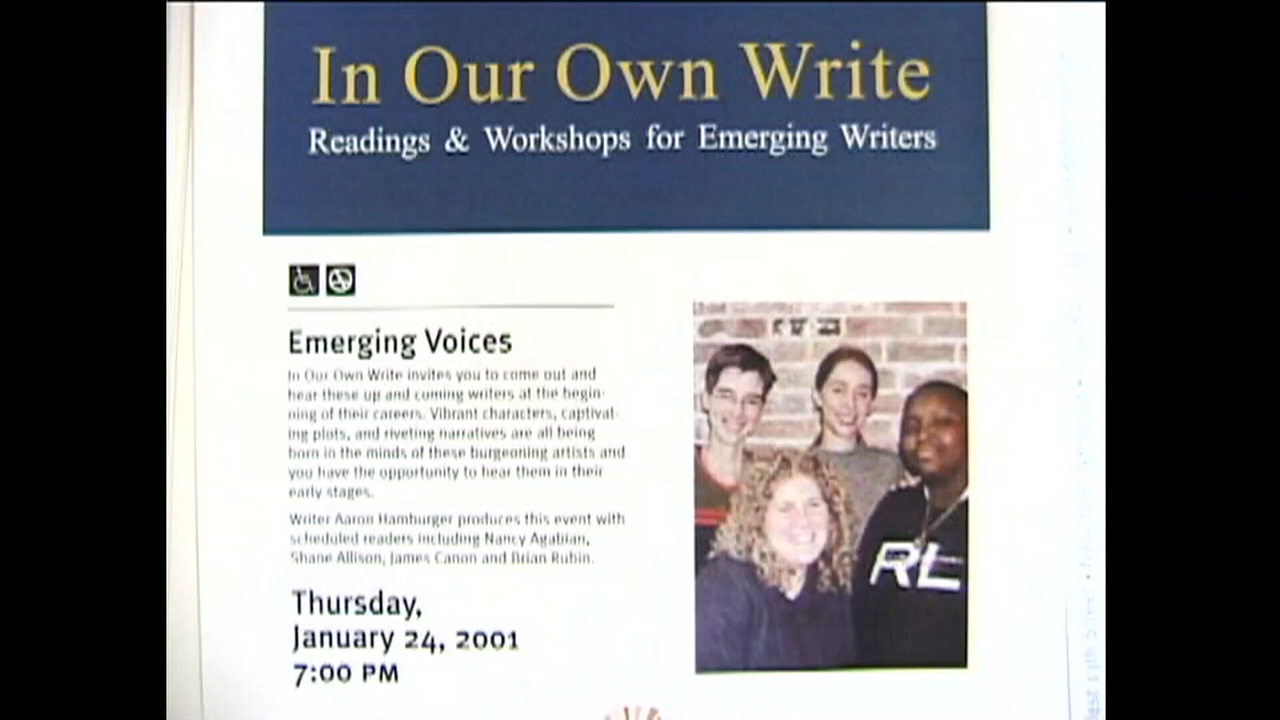 In Our Own Write
Readings & Workshops for Emerging Writers
Emerging Voices
In Our Own Write invites you to come out and
hear these up and coming writers at the begin-
ning of their careers. Vibrant characters, captivat-
ing plots, and riveting narratives are all being
born in the minds of these burgeoning artists and
you have the opportunity to hear them in their
early stages.
Writer Aaron Hamburger produces this event with
scheduled readers including Nancy Agabian,
Shane Allison, James Canon and Brian Rubin.
RL
Thursday,
January 24, 2001
7:00 PM